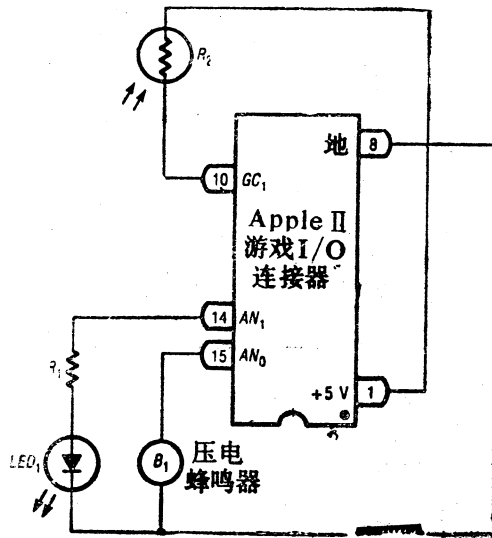 R₂
地
8
10
GC₁
Apple Ⅱ
游戏I/O
连接器
14
AN₁
15
AN₀
R₁
+5 V
1
LED₁
B₁
压电
蜂鸣器